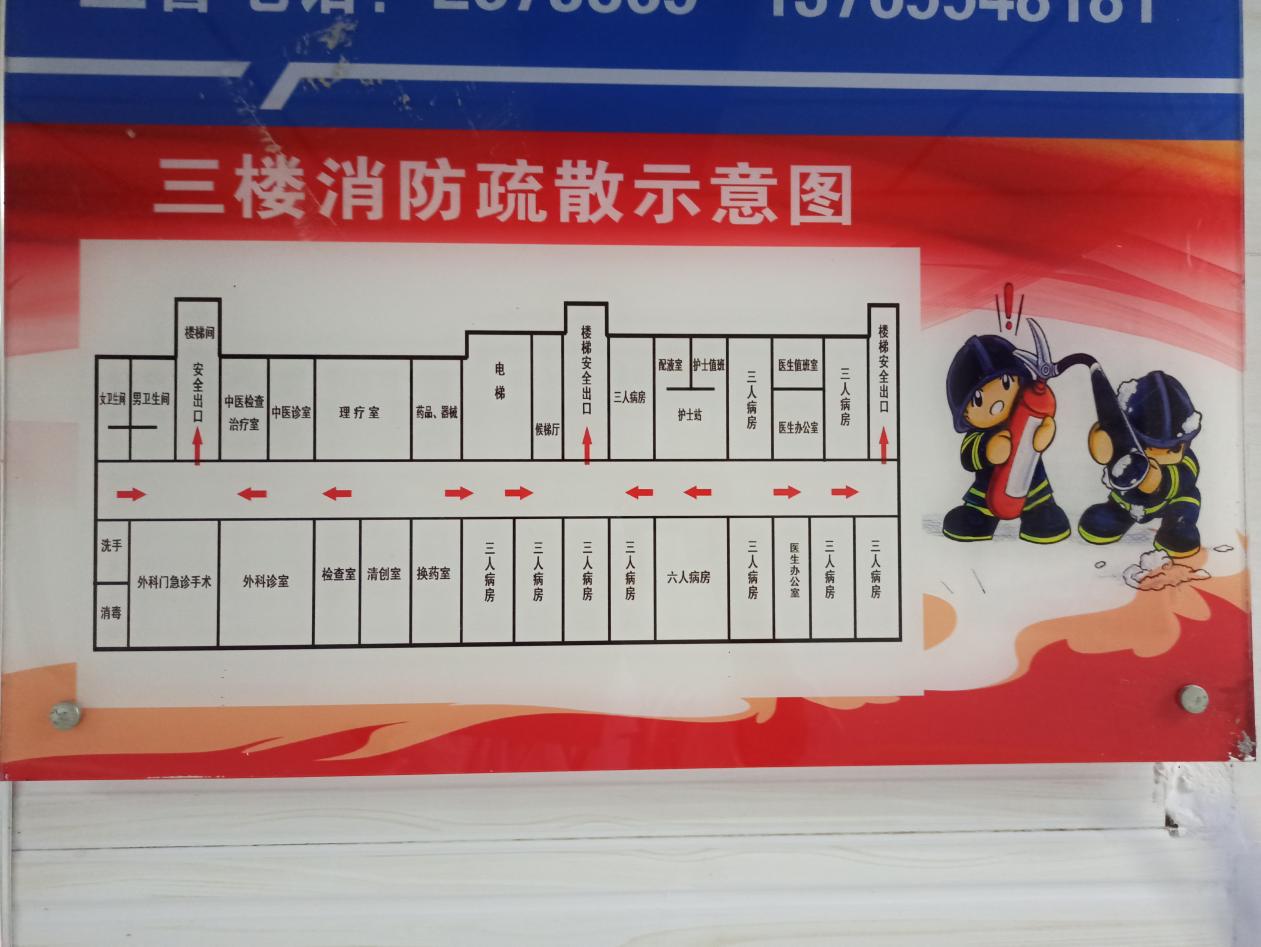 三楼消防疏散示意图
楼梯间
安全出口
楼梯安全出口
楼梯安全出口
女卫生间
男卫生间
中医检查
治疗室
中医诊室
理疗室
药品、器械
电梯
候梯厅
三人病房
配液室
护士值班
护士站
三人病房
医生值班室
医生办公室
三人病房
洗手
消毒
外科门急诊手术
外科诊室
检查室
清创室
换药室
三人病房
三人病房
三人病房
三人病房
六人病房
三人病房
医生办公室
三人病房
三人病房